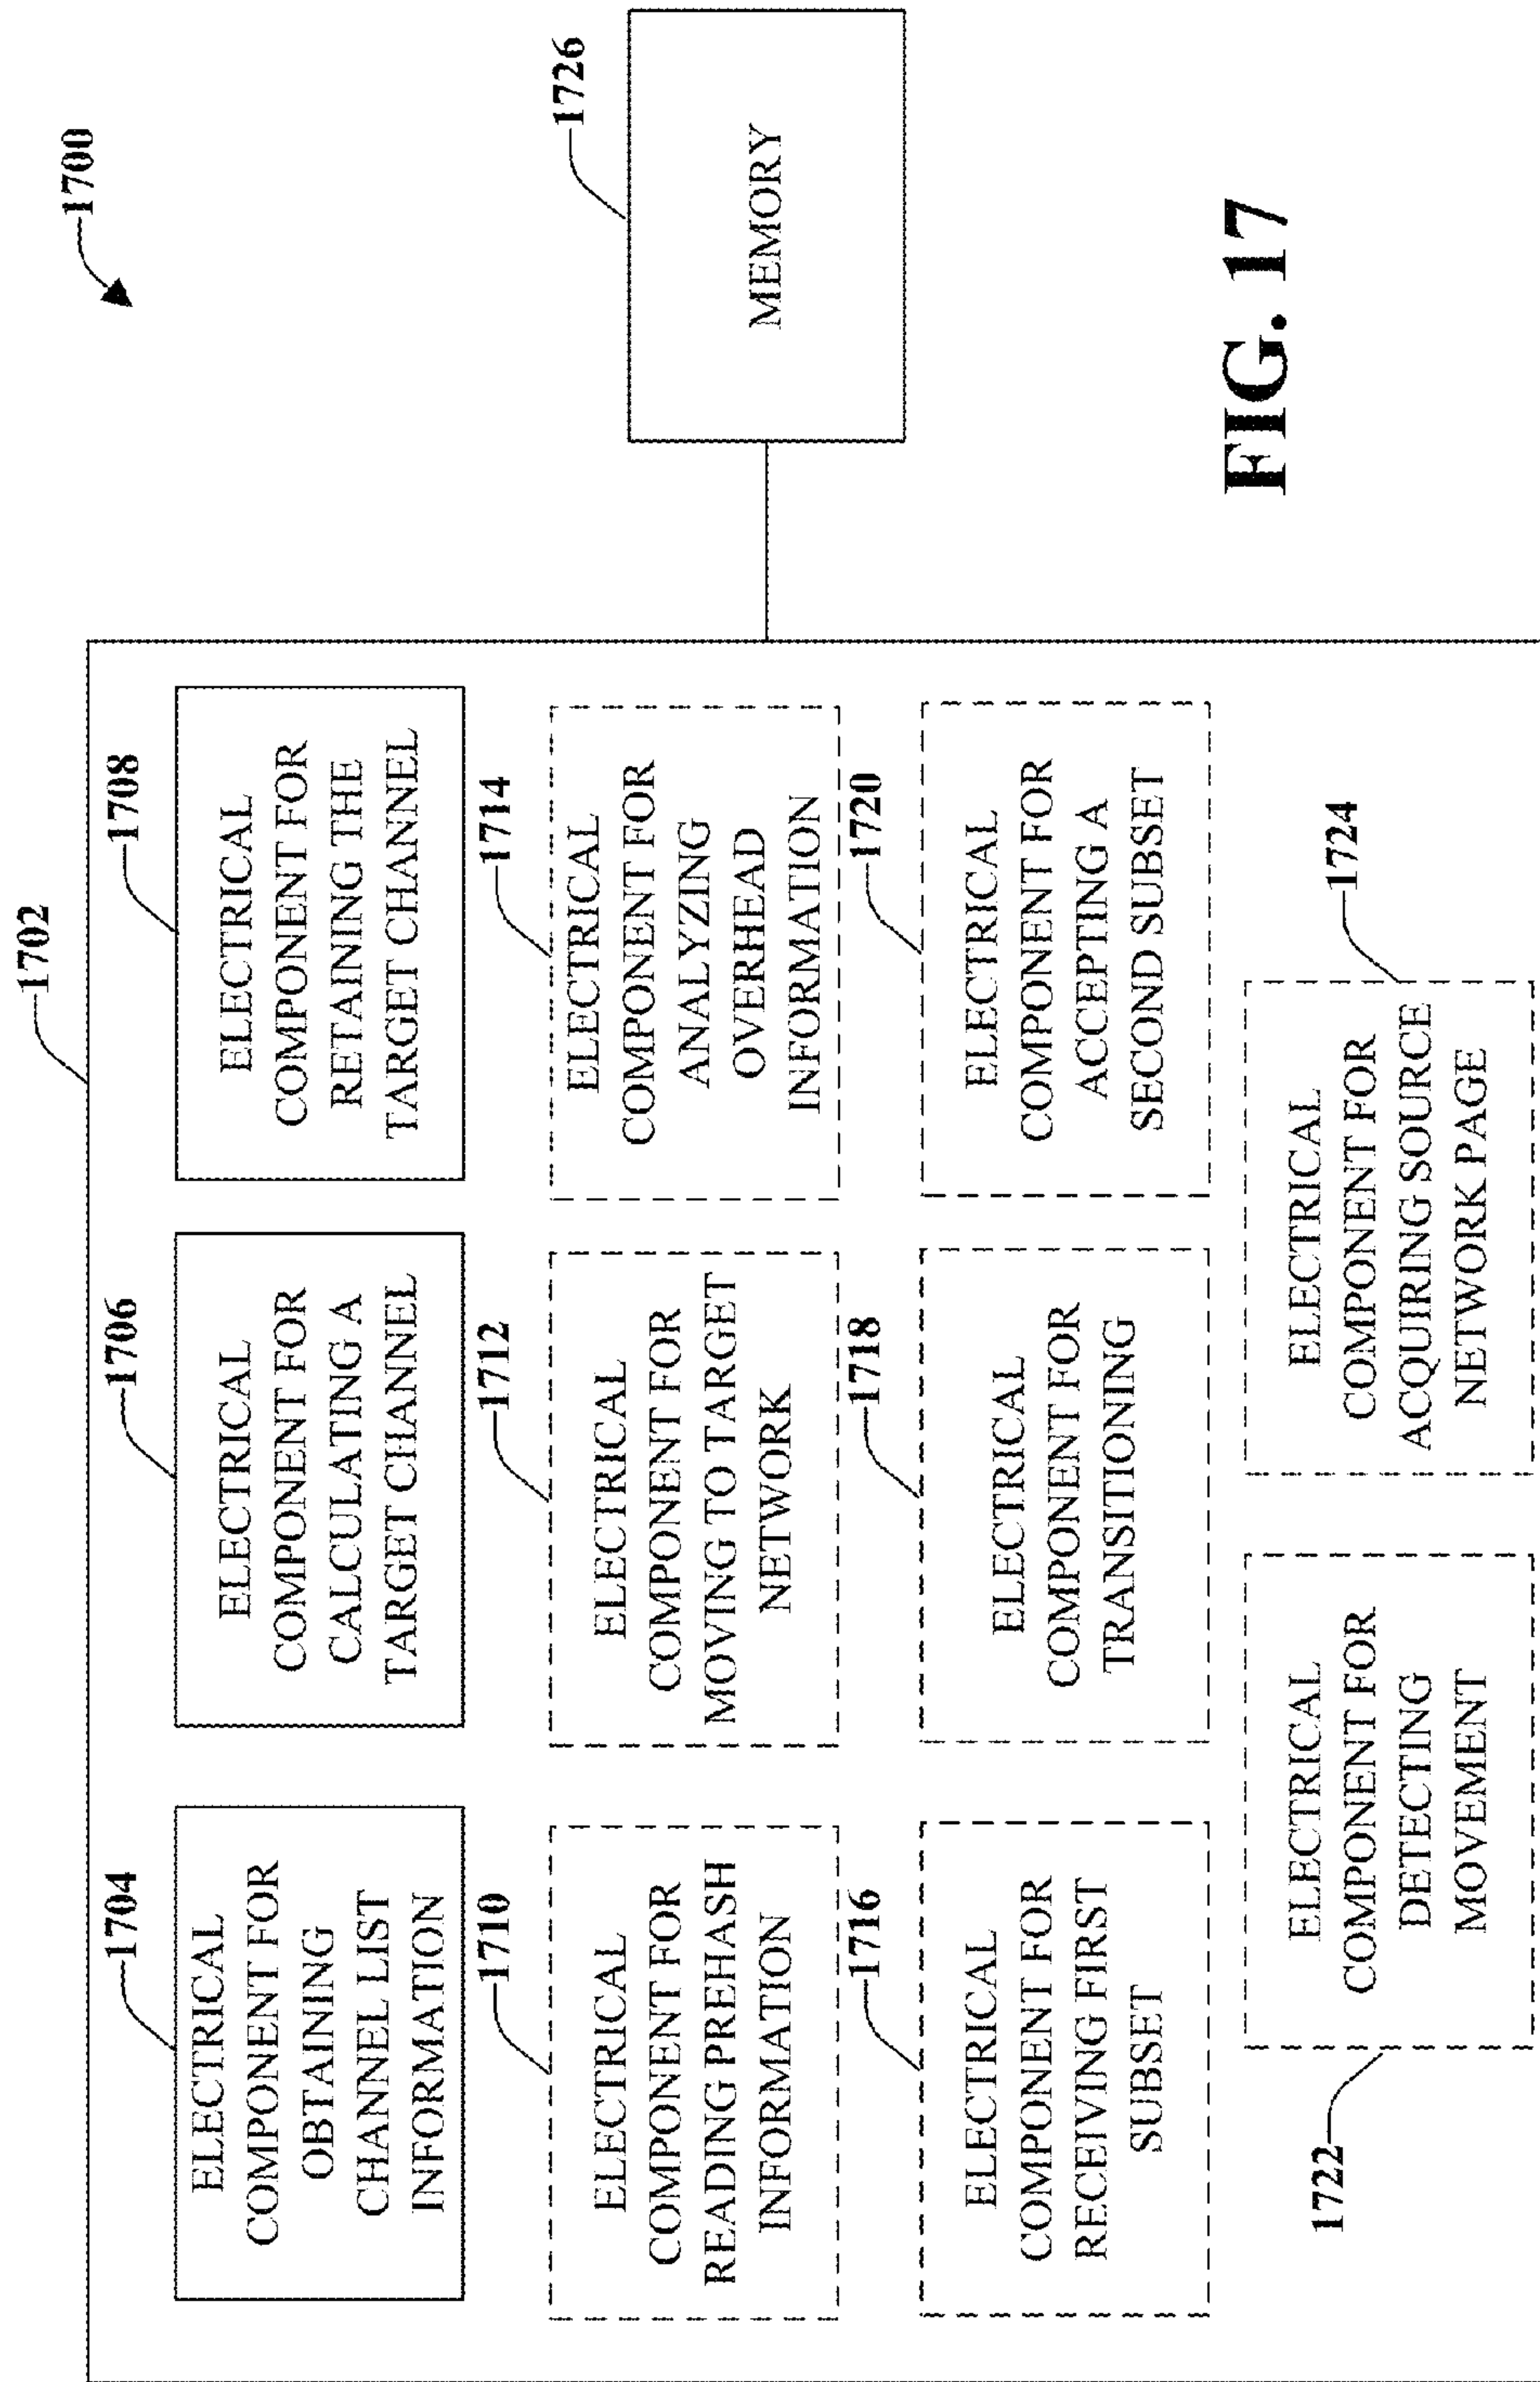 1700
1702
1704
ELECTRICAL
COMPONENT FOR
OBTAINING
CHANNEL LIST
INFORMATION
1706
ELECTRICAL
COMPONENT FOR
CALCULATING A
TARGET CHANNEL
1708
ELECTRICAL
COMPONENT FOR
RETAINING THE
TARGET CHANNEL
1710
ELECTRICAL
COMPONENT FOR
READING PREHASH
INFORMATION
1712
ELECTRICAL
COMPONENT FOR
MOVING TO TARGET
NETWORK
1714
ELECTRICAL
COMPONENT FOR
ANALYZING
OVERHEAD
INFORMATION
1716
ELECTRICAL
COMPONENT FOR
RECEIVING FIRST
SUBSET
1718
ELECTRICAL
COMPONENT FOR
TRANSITIONING
1720
ELECTRICAL
COMPONENT FOR
ACCEPTING A
SECOND SUBSET
1722
ELECTRICAL
COMPONENT FOR
DETECTING
MOVEMENT
1724
ELECTRICAL
COMPONENT FOR
ACQUIRING SOURCE
NETWORK PAGE
1726
MEMORY
FIG. 17